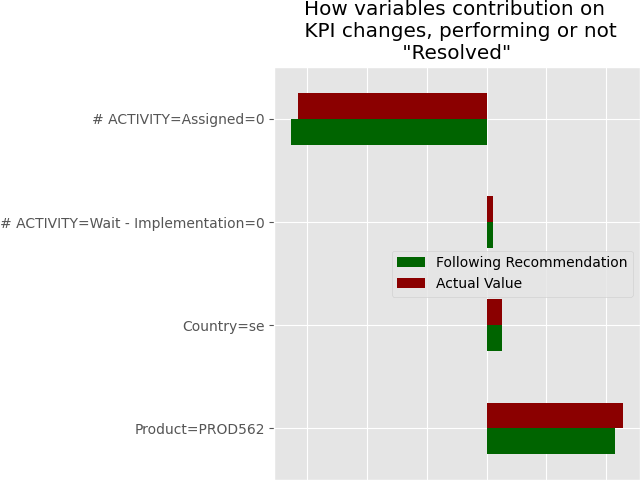 How variables contribution on
KPI changes, performing or not
"Resolved"
# ACTIVITY=Assigned=0
# ACTIVITY=Wait - Implementation=0
Following Recommendation
Actual Value
Country=se
Product=PROD562